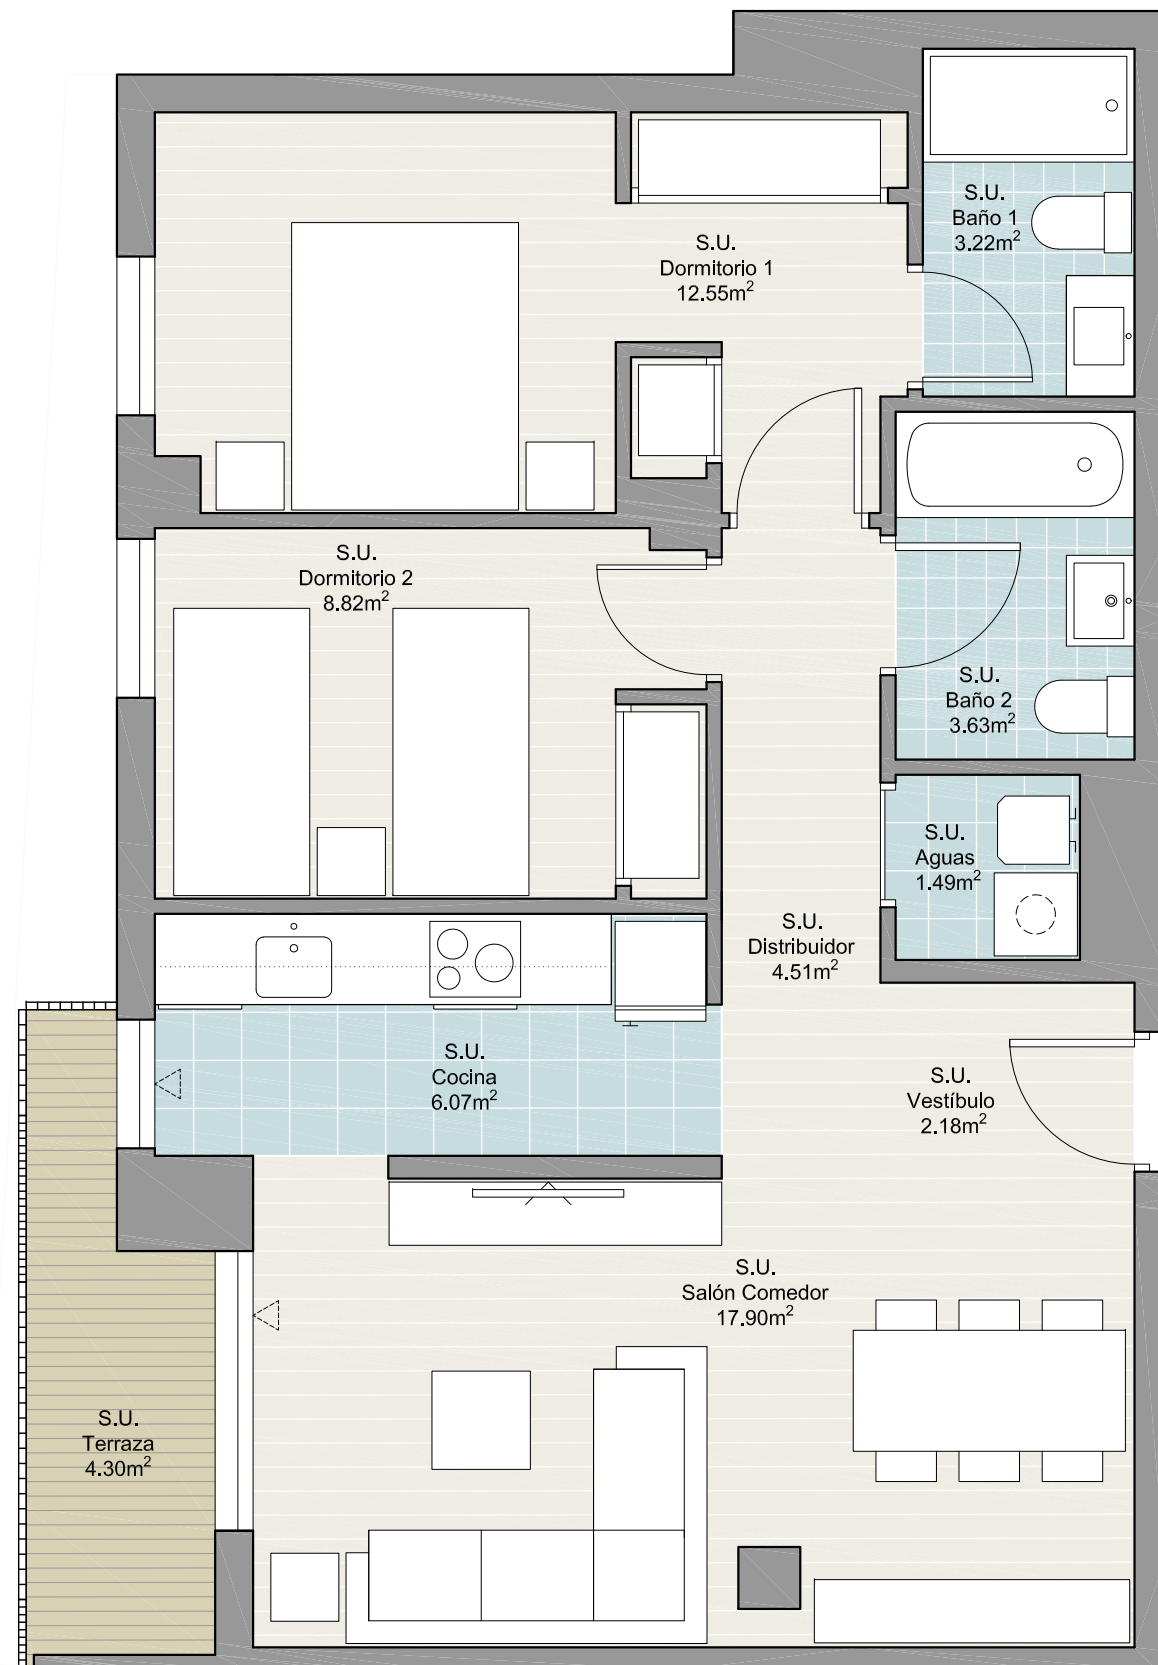 S.U.
Baño 1
3.22m²
S.U.
Dormitorio 1
12.55m²
S.U.
Dormitorio 2
8.82m²
S.U.
Baño 2
3.63m²
S.U.
Aguas
1.49m²
S.U.
Distribuidor
4.51m²
S.U.
Cocina
6.07m²
S.U.
Vestíbulo
2.18m²
S.U.
Salón Comedor
17.90m²
S.U.
Terraza
4.30m²